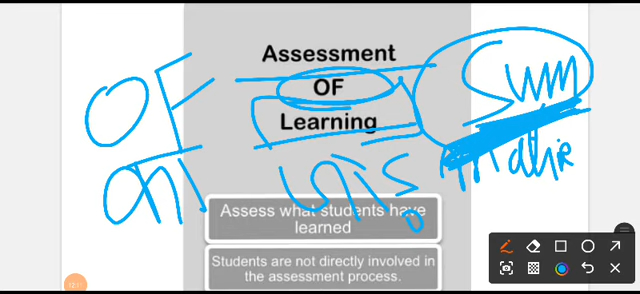 Assessment
OF
Learning
OF
Sum
Assess what students have
learned
Students are not directly involved in
the assessment process.